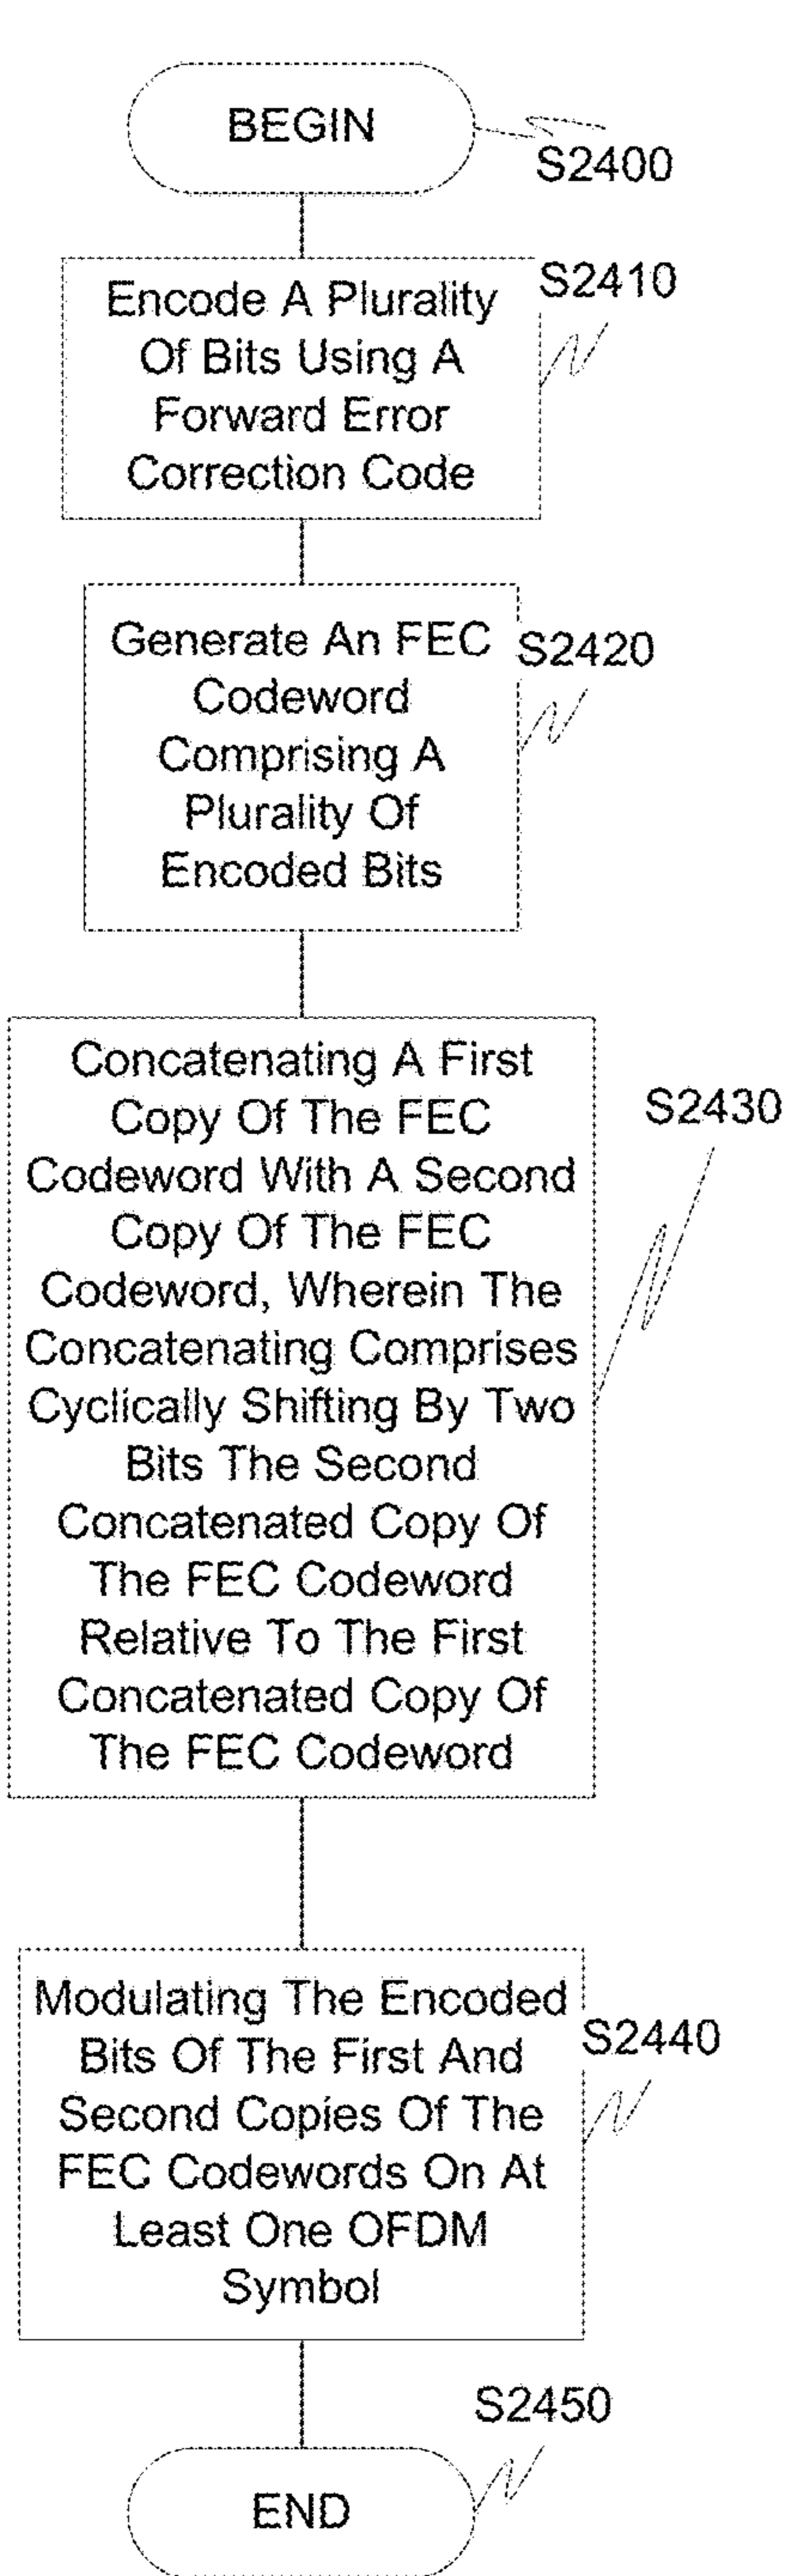 BEGIN
S2400
S2410
Encode A Plurality
Of Bits Using A
Forward Error
Correction Code
Generate An FEC
S2420
Codeword
Comprising A
Plurality Of
Encoded Bits
Concatenating A First
Copy Of The FEC
S2430
Codeword With A Second
Copy Of The FEC
Codeword, Wherein The
Concatenating Comprises
Cyclically Shifting By Two
Bits The Second
Concatenated Copy Of
The FEC Codeword
Relative To The First
Concatenated Copy Of
The FEC Codeword
Modulating The Encoded
S2440
Bits Of The First And
Second Copies Of The
FEC Codewords On At
Least One OFDM
Symbol
S2450
END